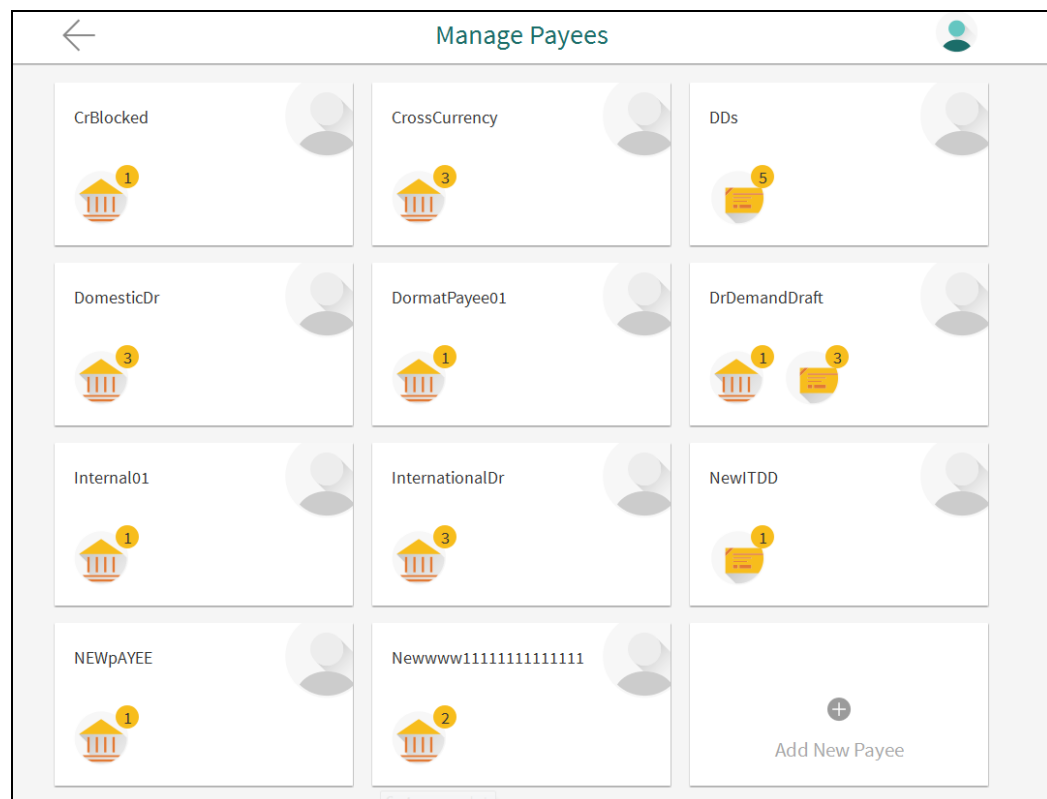 Manage Payees
CrBlocked
CrossCurrency
DDs
1
3
5
DomesticDr
DormatPayee01
DrDemandDraft
3
1
1
3
Internal01
InternationalDr
NewITDD
1
3
1
NEWpAYEE
Newwww11111111111111
1
2
Add New Payee